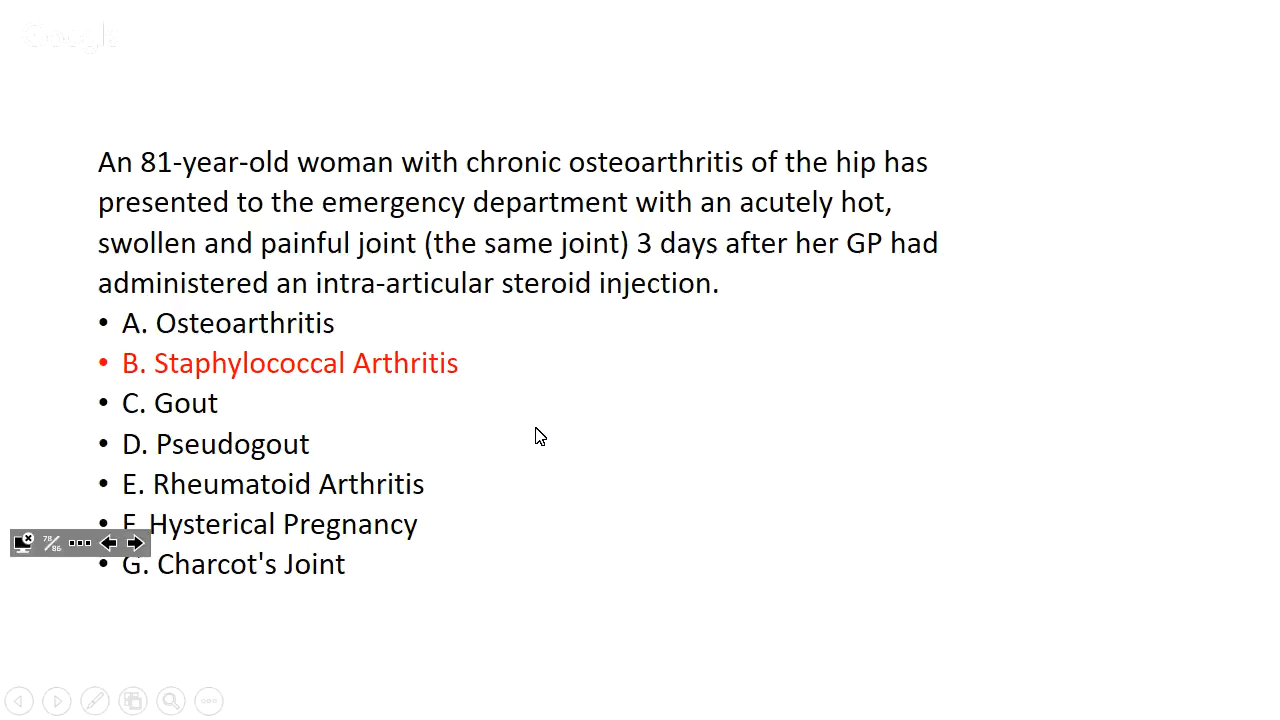 An 81-year-old woman with chronic osteoarthritis of the hip has
presented to the emergency department with an acutely hot,
swollen and painful joint (the same joint) 3 days after her GP had
administered an intra-articular steroid injection.
• A. Osteoarthritis
• B. Staphylococcal Arthritis
• C. Gout
• D. Pseudogout
• E. Rheumatoid Arthritis
• F. Hysterical Pregnancy
78/86
• G. Charcot's Joint